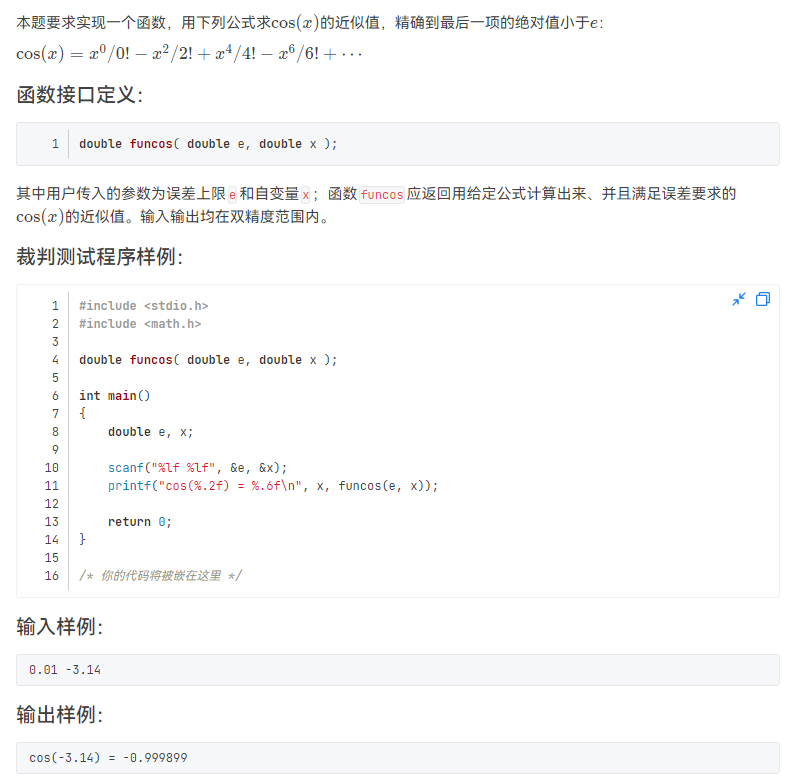 本题要求实现一个函数，用下列公式求cos(x)的近似值，精确到最后一项的绝对值小于e：
cos(x) = x⁰/0! − x²/2! + x⁴/4! − x⁶/6! + ⋯
函数接口定义：
1 double funcos( double e, double x );
其中用户传入的参数为误差上限e和自变量x；函数funcos应返回用给定公式计算出来、并且满足误差要求的
cos(x)的近似值。输入输出均在双精度范围内。
裁判测试程序样例：
1 #include <stdio.h>
2 #include <math.h>
3
4 double funcos( double e, double x );
5
6 int main()
7 {
8     double e, x;
9
10     scanf("%lf %lf", &e, &x);
11     printf("cos(%.2f) = %.6f\n", x, funcos(e, x));
12
13     return 0;
14 }
15
16 /* 你的代码将被嵌在这里 */
输入样例：
0.01 -3.14
输出样例：
cos(-3.14) = -0.999899